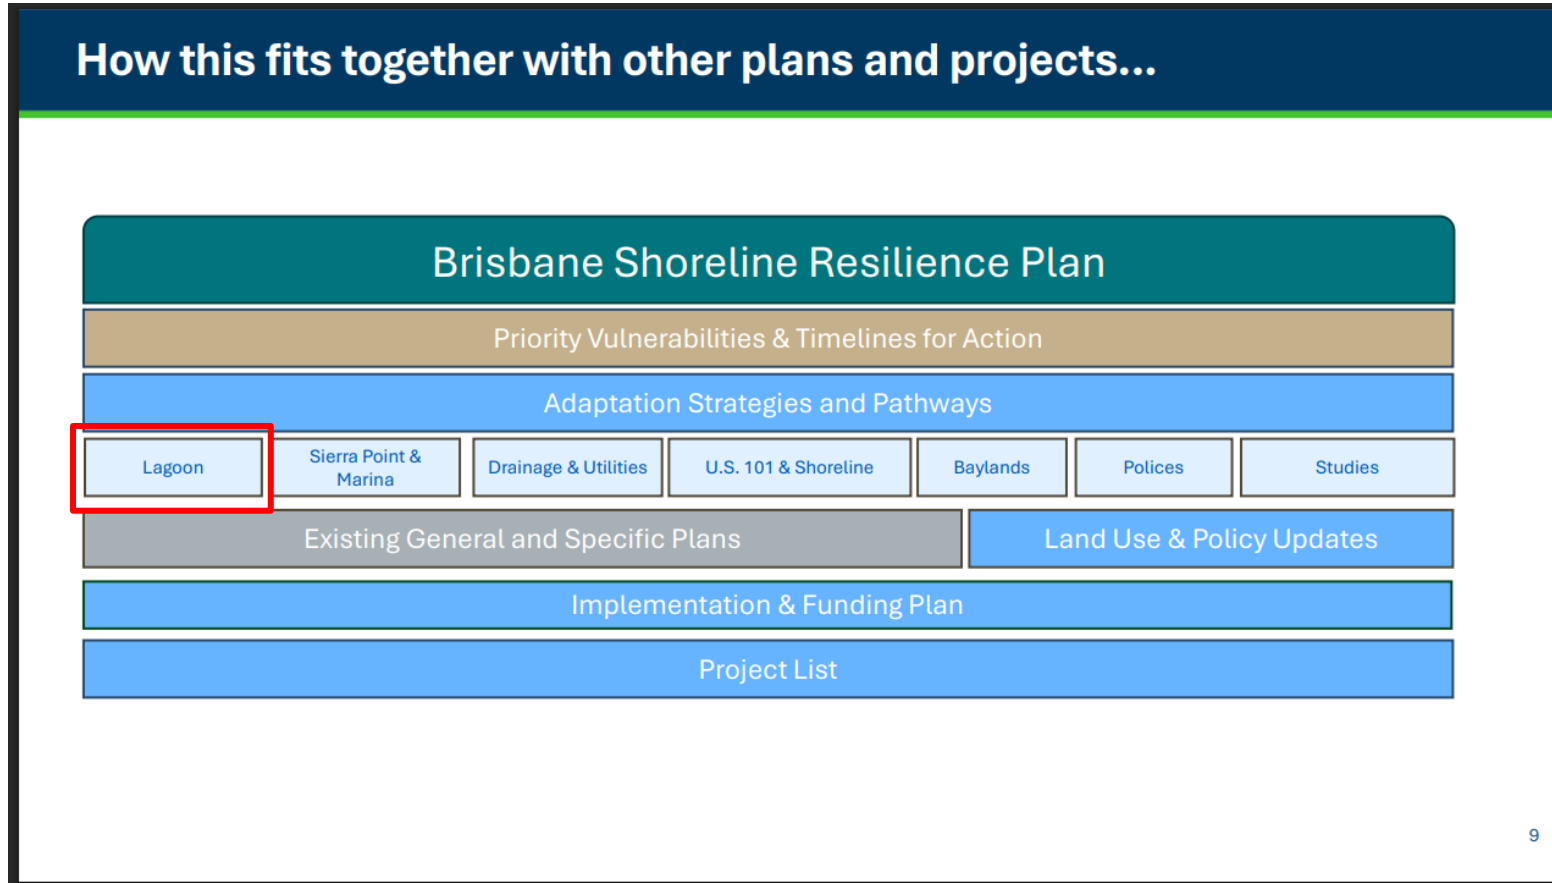 How this fits together with other plans and projects...
Brisbane Shoreline Resilience Plan
Priority Vulnerabilities & Timelines for Action
Adaptation Strategies and Pathways
Lagoon
Sierra Point &
Marina
Drainage & Utilities
U.S. 101 & Shoreline
Baylands
Polices
Studies
Existing General and Specific Plans
Land Use & Policy Updates
Implementation & Funding Plan
Project List
9